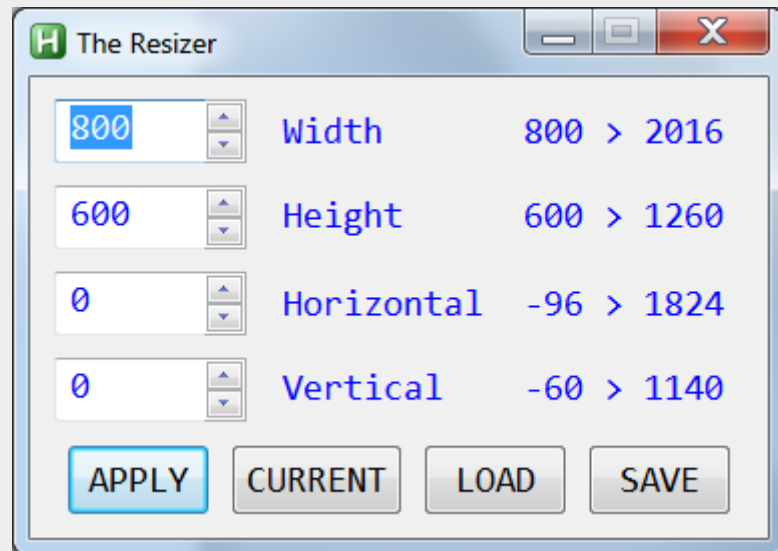 H The Resizer
800 Width 800 > 2016
600 Height 600 > 1260
0 Horizontal -96 > 1824
0 Vertical -60 > 1140
APPLY CURRENT LOAD SAVE